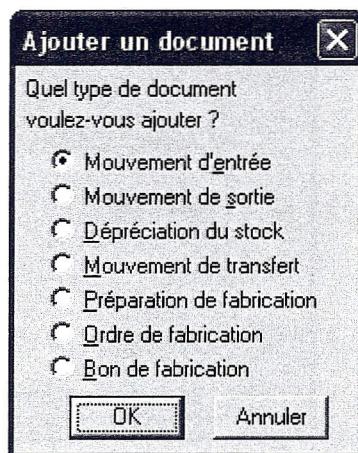 Ajouter un document
Quel type de document
voulez-vous ajouter ?
Mouvement d'entrée
Mouvement de sortie
Dépréciation du stock
Mouvement de transfert
Préparation de fabrication
Ordre de fabrication
Bon de fabrication
OK Annuler